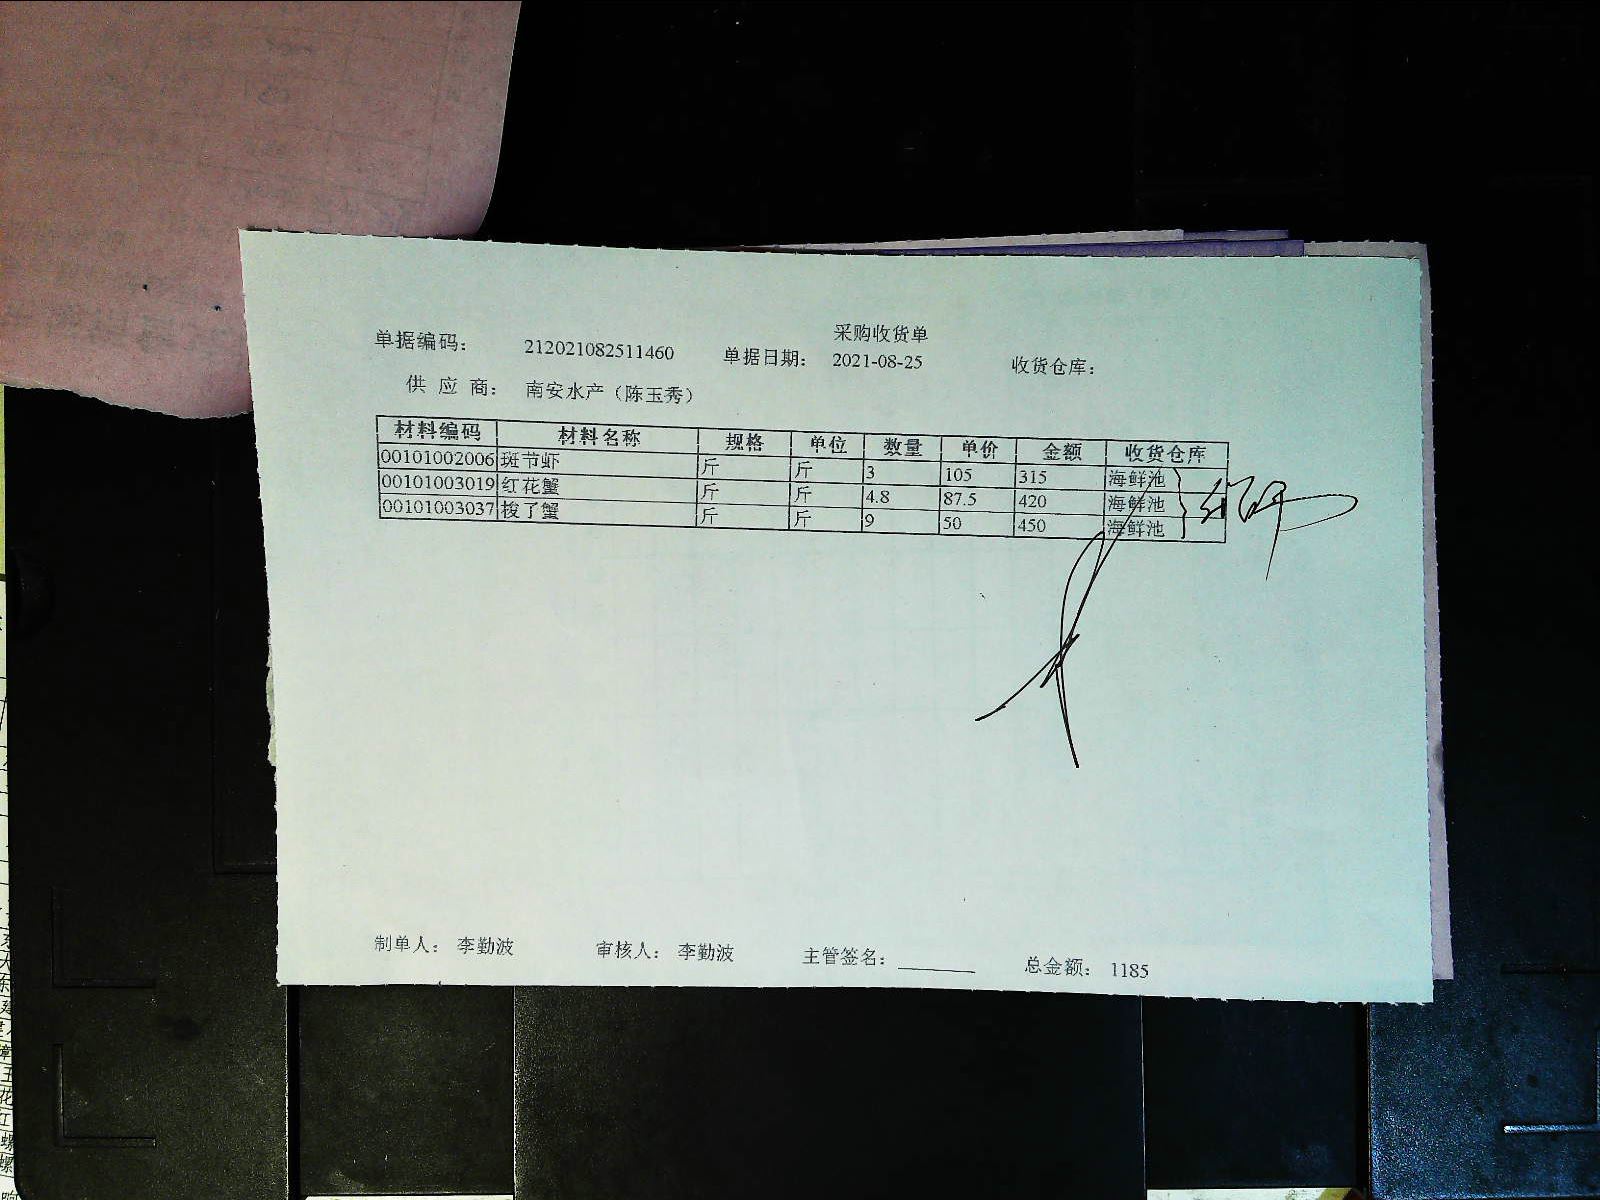 采购收货单
单据编码： 212021082511460 单据日期： 2021-08-25 收货仓库：
供 应 商： 南安水产（陈玉秀）
材料编码 材料名称 规格 单位 数量 单价 金额 收货仓库
00101002006 斑节虾 斤 斤 3 105 315 海鲜池
00101003019 红花蟹 斤 斤 4.8 87.5 420 海鲜池
00101003037 梭了蟹 斤 斤 9 50 450 海鲜池
制单人： 李勤波 审核人： 李勤波 主管签名： 总金额： 1185